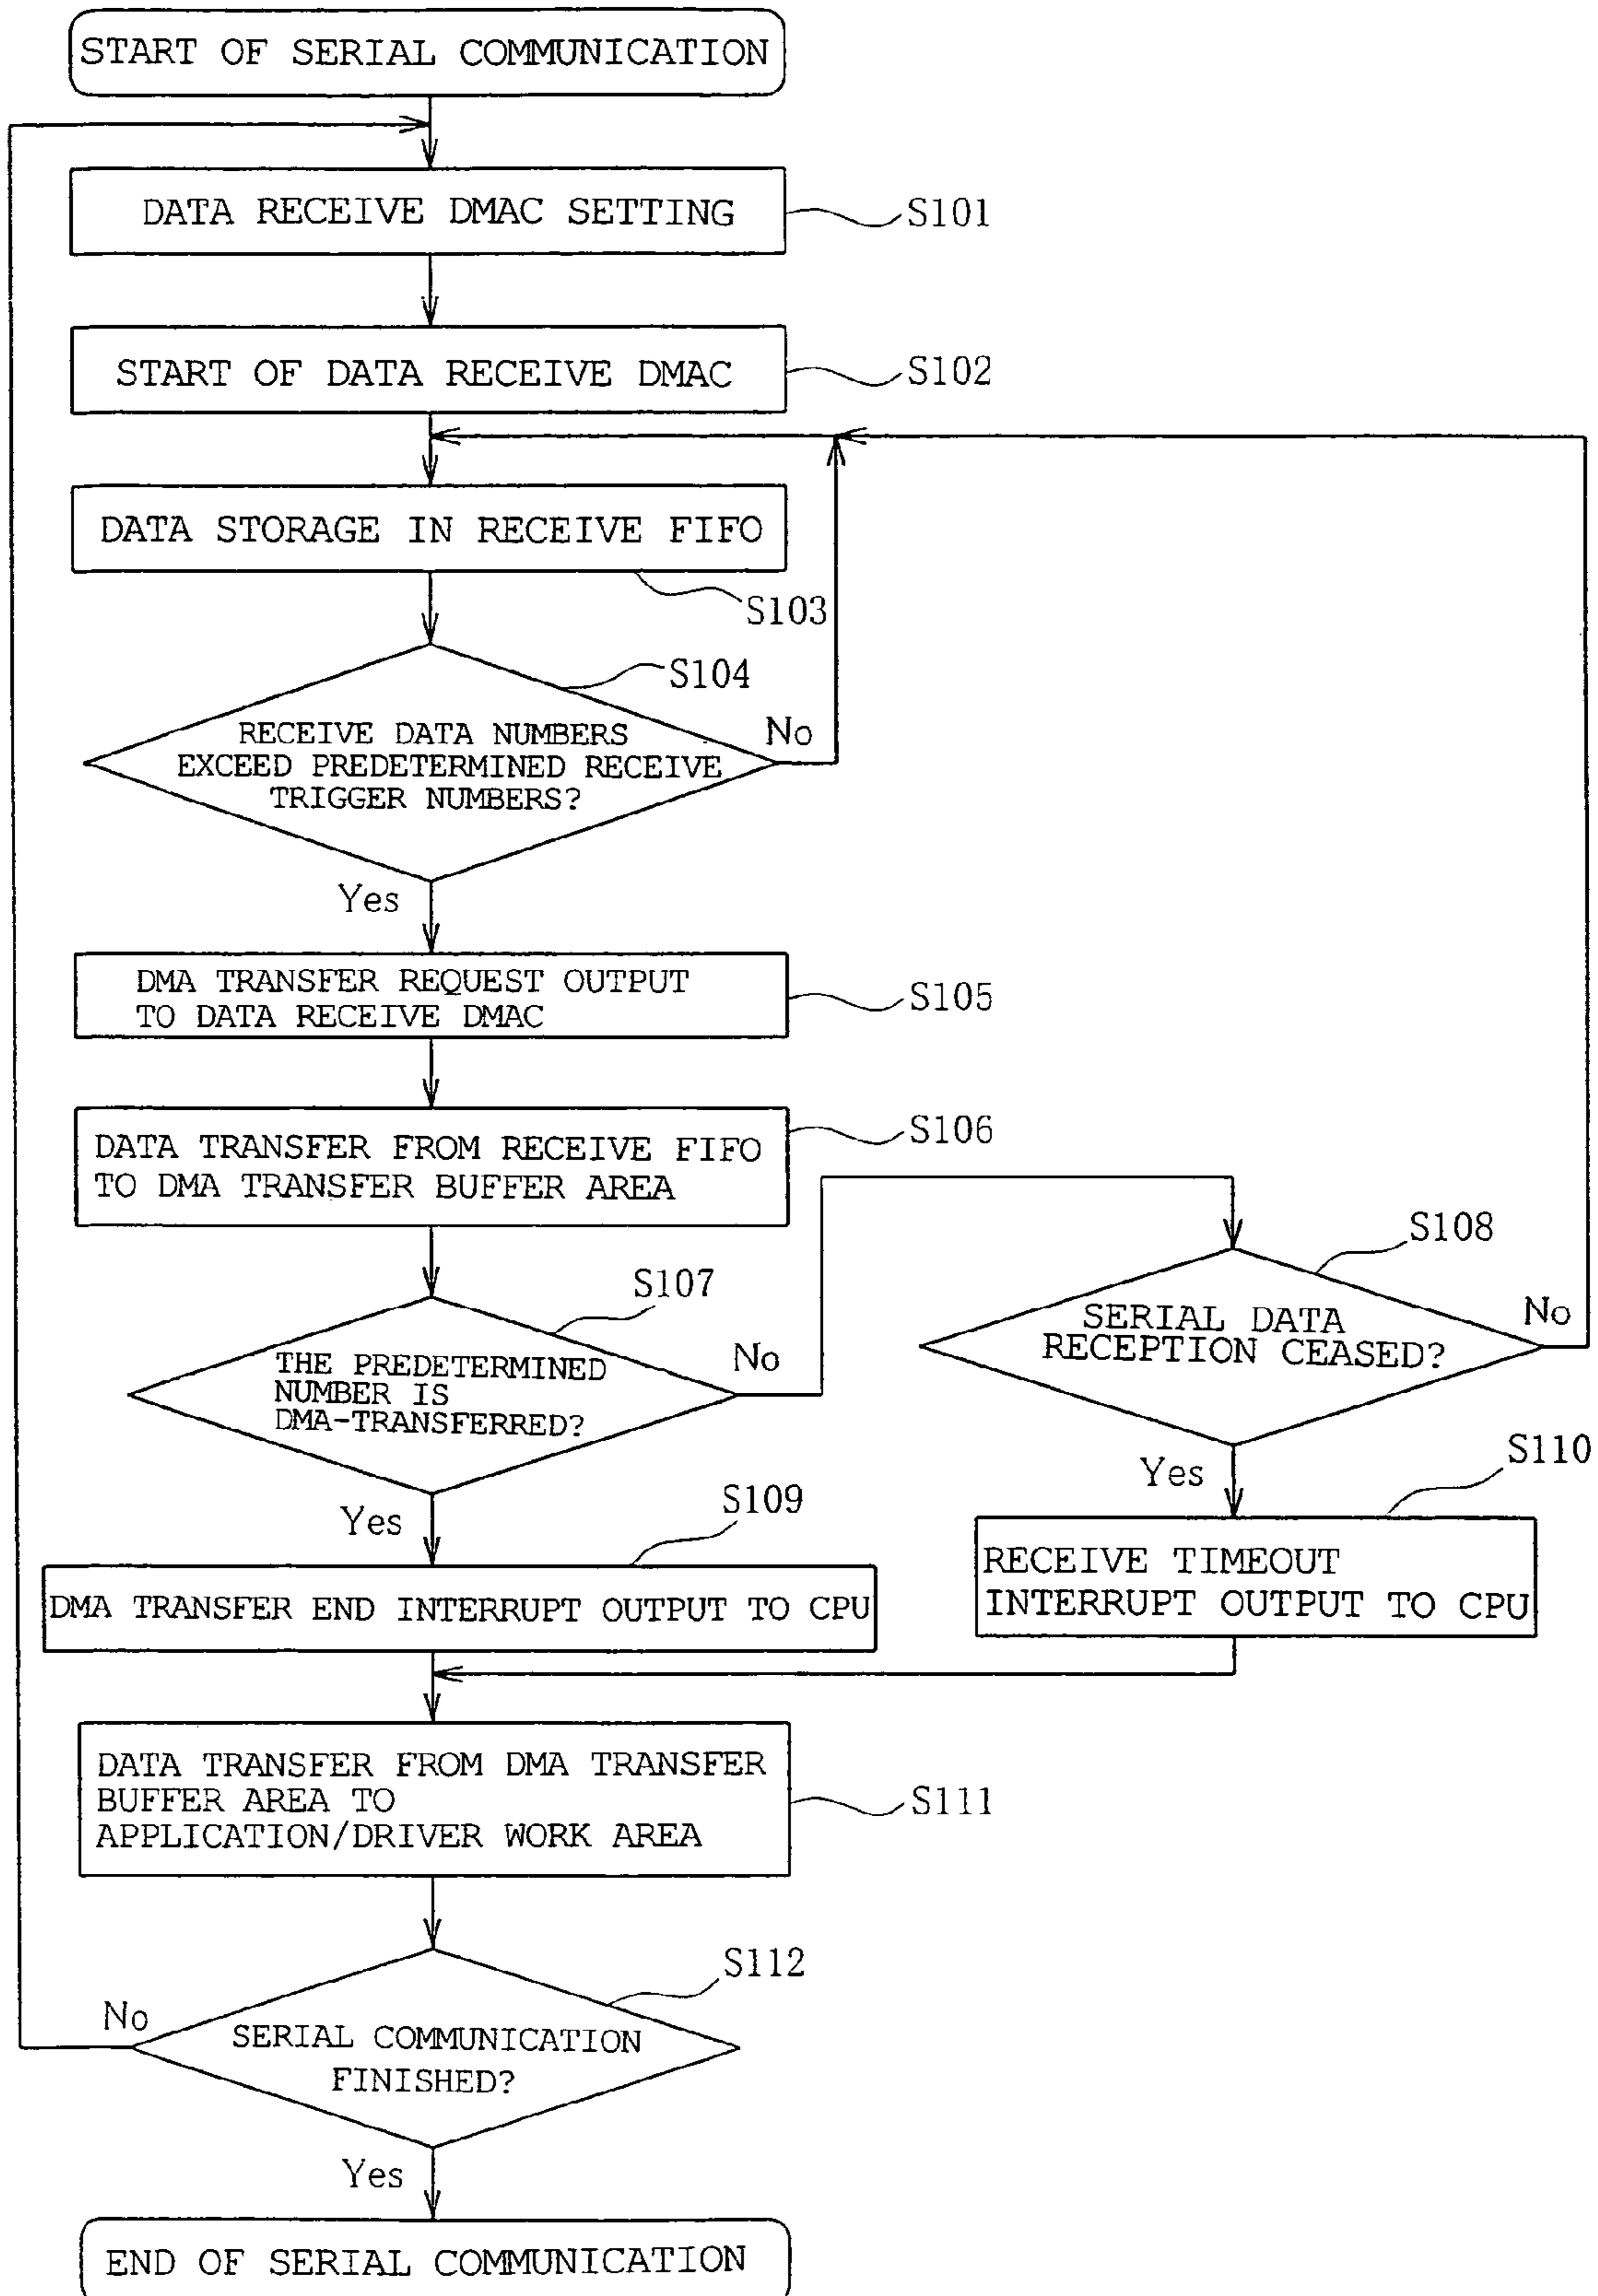 START OF SERIAL COMMUNICATION
DATA RECEIVE DMAC SETTING
S101
START OF DATA RECEIVE DMAC
S102
DATA STORAGE IN RECEIVE FIFO
S103
S104
RECEIVE DATA NUMBERS
EXCEED PREDETERMINED RECEIVE
TRIGGER NUMBERS?
No
Yes
DMA TRANSFER REQUEST OUTPUT
TO DATA RECEIVE DMAC
S105
DATA TRANSFER FROM RECEIVE FIFO
TO DMA TRANSFER BUFFER AREA
S106
S107
THE PREDETERMINED
NUMBER IS
DMA-TRANSFERRED?
No
S108
SERIAL DATA
RECEPTION CEASED?
No
Yes
S110
RECEIVE TIMEOUT
INTERRUPT OUTPUT TO CPU
Yes
S109
DMA TRANSFER END INTERRUPT OUTPUT TO CPU
DATA TRANSFER FROM DMA TRANSFER
BUFFER AREA TO
APPLICATION/DRIVER WORK AREA
S111
S112
No
SERIAL COMMUNICATION
FINISHED?
Yes
END OF SERIAL COMMUNICATION